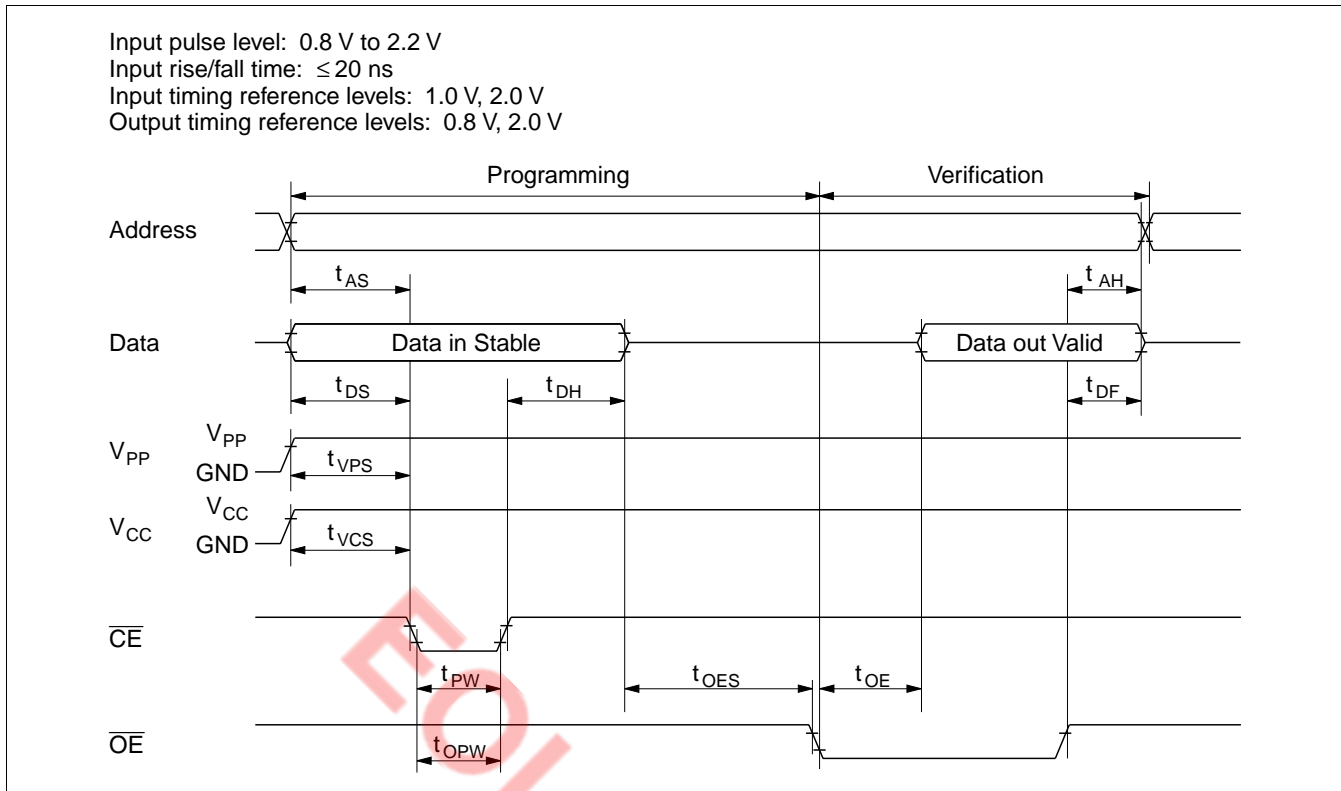 Input pulse level: 0.8 V to 2.2 V
Input rise/fall time: ≤ 20 ns
Input timing reference levels: 1.0 V, 2.0 V
Output timing reference levels: 0.8 V, 2.0 V
Programming
Verification
Address
tAS
tAH
Data
Data in Stable
Data out Valid
tDS
tDH
tDF
VPP
VPP
GND
tVPS
VCC
VCC
GND
tVCS
CE
tPW
tOES
tOE
OE
tOPW